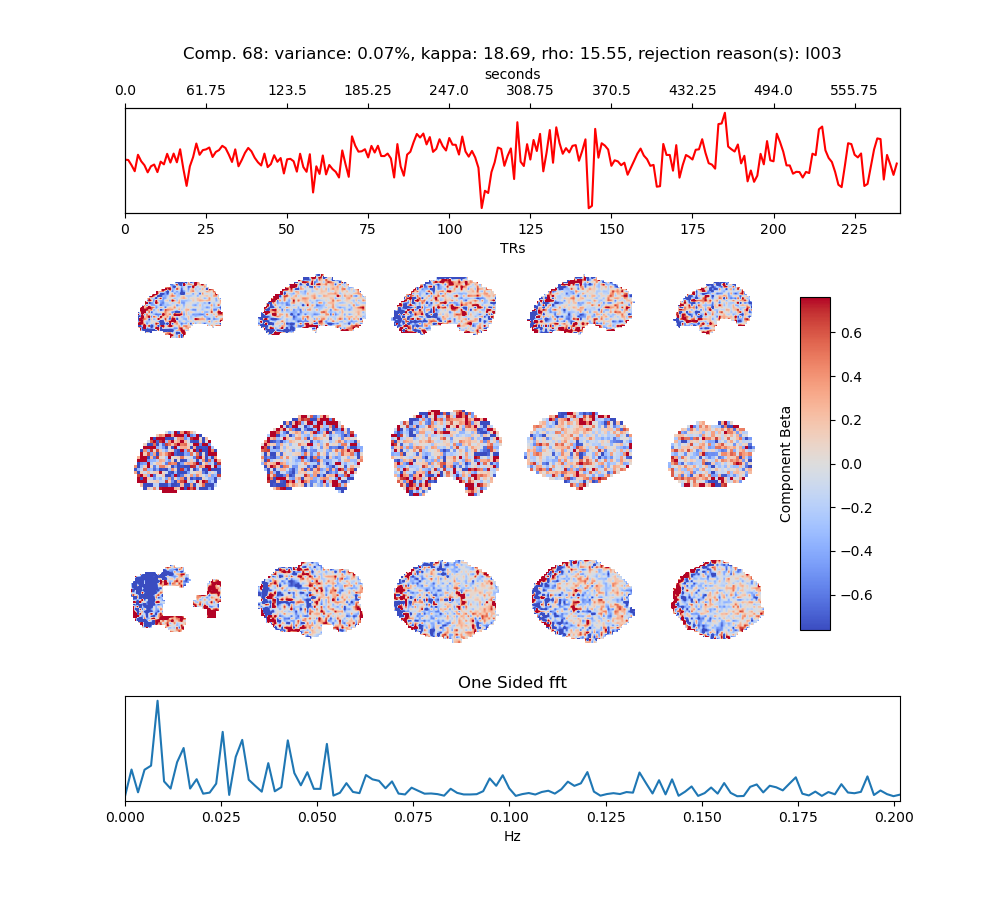 Comp. 68: variance: 0.07%, kappa: 18.69, rho: 15.55, rejection reason(s): I003
seconds
0.0 61.75 123.5 185.25 247.0 308.75 370.5 432.25 494.0 555.75
0 25 50 75 100 125 150 175 200 225
TRs
0.6
0.4
0.2
0.0
−0.2
−0.4
−0.6
Component Beta
One Sided fft
0.000 0.025 0.050 0.075 0.100 0.125 0.150 0.175 0.200
Hz